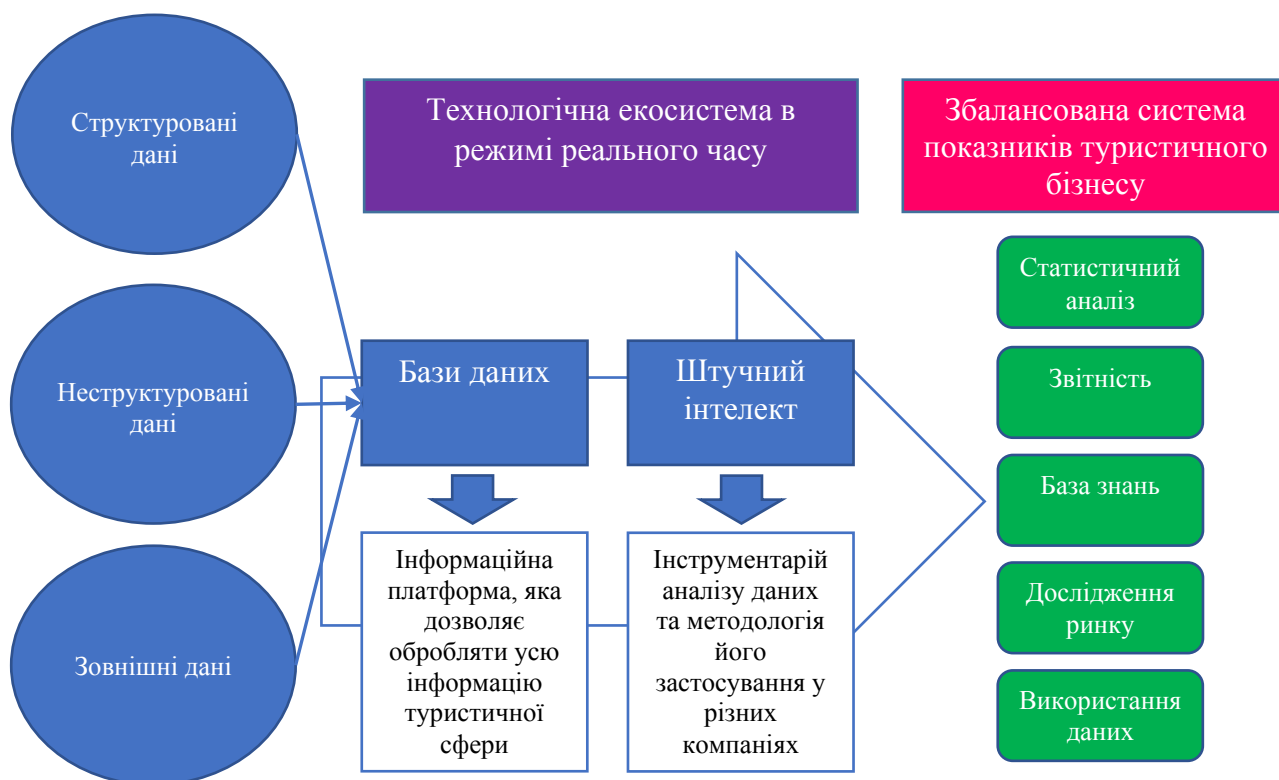 Структуровані
дані
Неструктуровані
дані
Зовнішні дані
Технологічна екосистема в
режимі реального часу
Бази даних
Штучний
інтелект
Інформаційна
платформа, яка
дозволяє
обробляти усю
інформацію
туристичної
сфери
Інструментарій
аналізу даних
та методологія
його
застосування у
різних
компаніях
Збалансована система
показників туристичного
бізнесу
Статистичний
аналіз
Звітність
База знань
Дослідження
ринку
Використання
даних